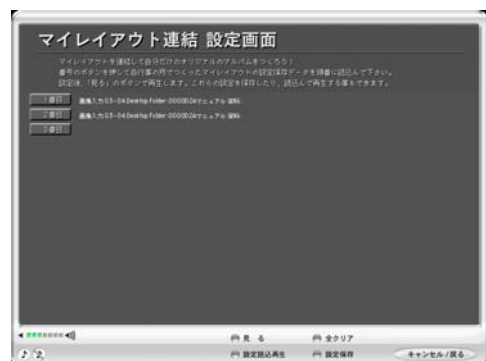 マイレイアウト連結 設定画面
マイレイアウトを連結して自分だけのオリジナルのアルバムをつくろう!
番号のボタンを押して各行事の所でつくったマイレイアウトの設定保存データを順番に読込んで下さい。
設定後、「見る」のボタンで再生します。これらの設定を保存したり、読込んで再生する事もできます。
1番目
2番目
3番目
見 る
全クリア
設定読込再生
設定保存
キャンセル/戻る